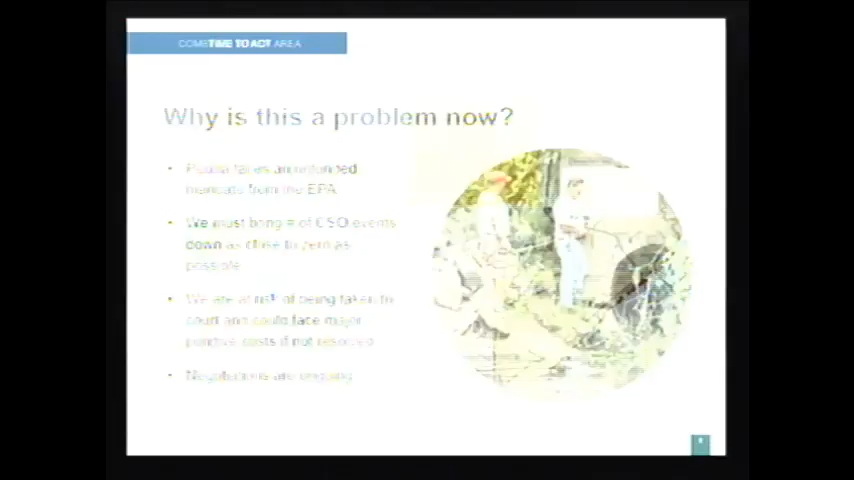 TIME TO ACT AREA
Why is this a problem now?
• an unfunded
mandate from the EPA
• We must bring # of CSO events
down as close to zero as
possible
• We are at risk of being taken to
court and could face major
punitive costs if not resolved
• Negotiations are ongoing